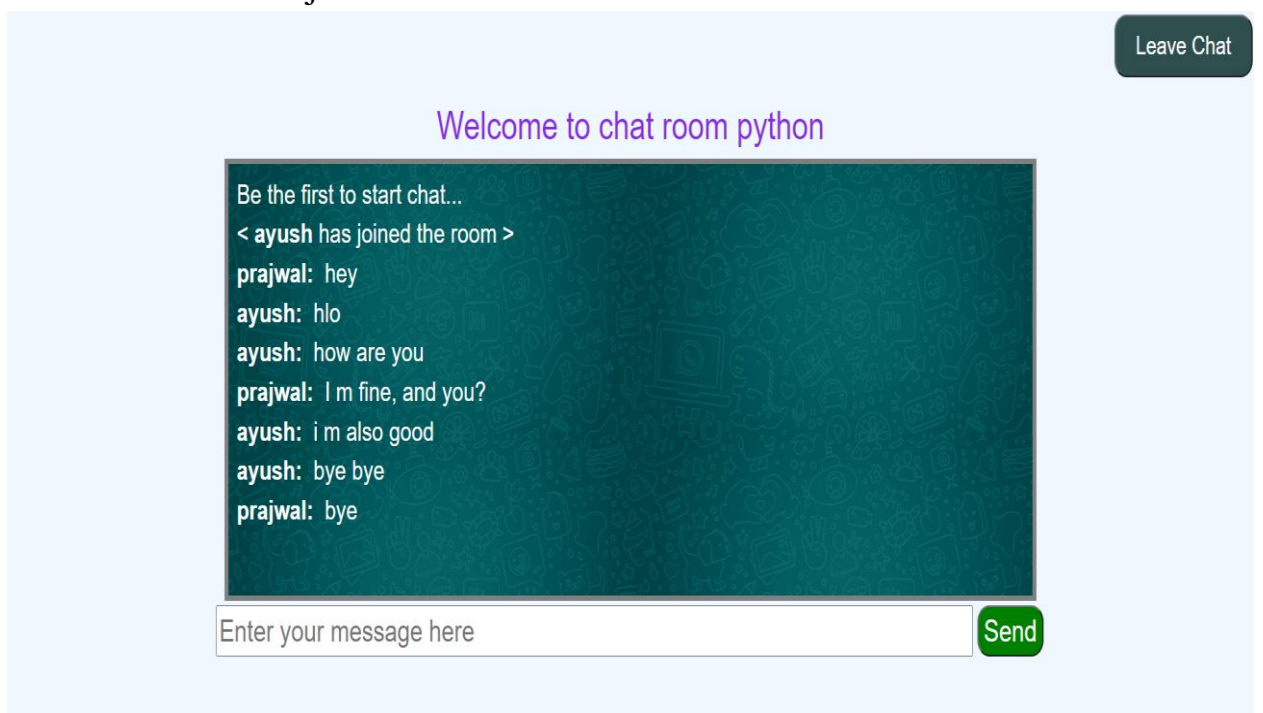 Leave Chat
Welcome to chat room python
Be the first to start chat...
< ayush has joined the room >
prajwal: hey
ayush: hlo
ayush: how are you
prajwal: I m fine, and you?
ayush: i m also good
ayush: bye bye
prajwal: bye
Enter your message here
Send